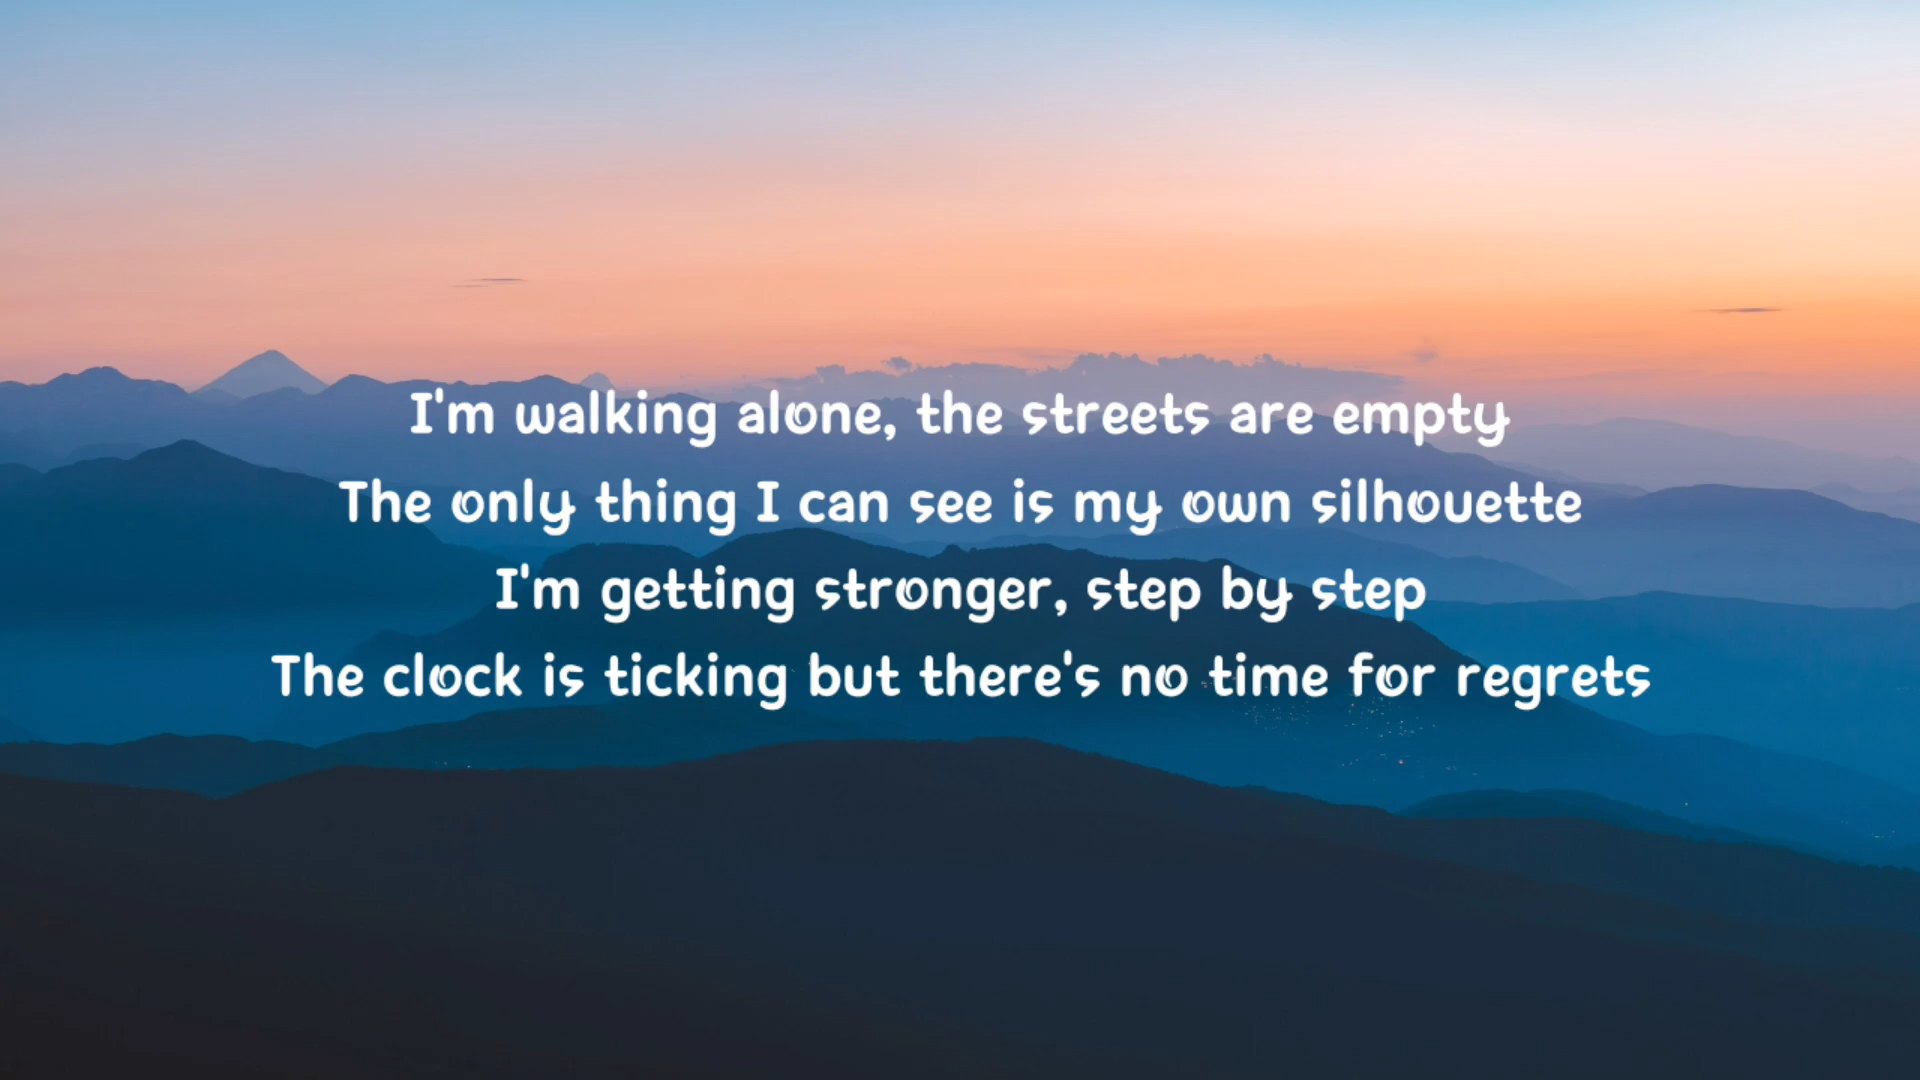 I'm walking alone, the streets are empty
The only thing I can see is my own silhouette
I'm getting stronger, step by step
The clock is ticking but there's no time for regrets